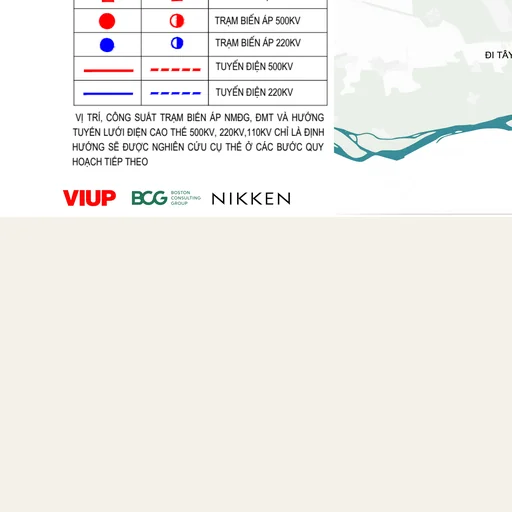 TRẠM BIẾN ÁP 500KV
TRẠM BIẾN ÁP 220KV
TUYẾN ĐIỆN 500KV
TUYẾN ĐIỆN 220KV
VỊ TRÍ, CÔNG SUẤT TRẠM BIẾN ÁP NMĐG, ĐMT VÀ HƯỚNG
TUYẾN LƯỚI ĐIỆN CAO THẾ 500KV, 220KV,110KV CHỈ LÀ ĐỊNH
HƯỚNG SẼ ĐƯỢC NGHIÊN CỨU CỤ THỂ Ở CÁC BƯỚC QUY
HOẠCH TIẾP THEO
ĐI TÂY
VIUP BCG BOSTON
CONSULTING
GROUP
NIKKEN